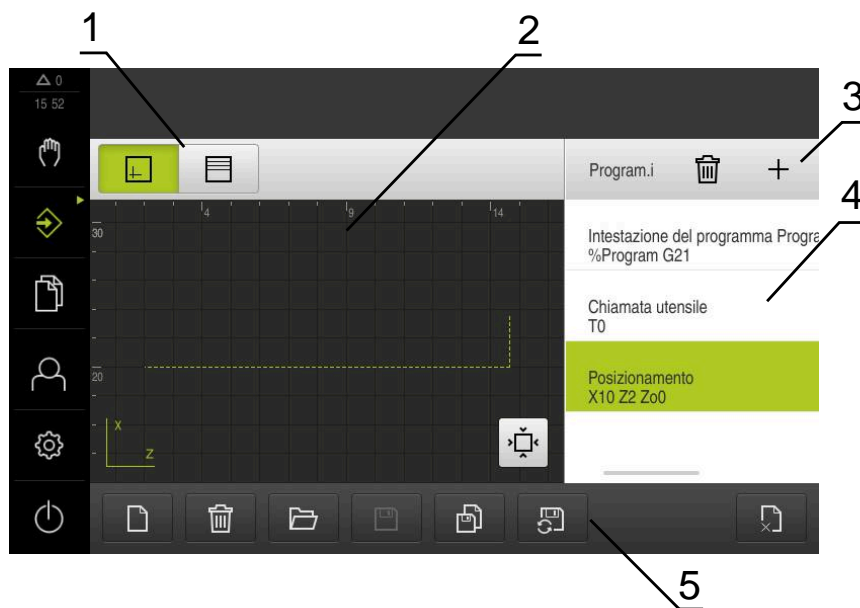 1
2
3
4
5
0
15 52
Program.i
4
9
14
30
20
X
Z
Intestazione del programma Progra
%Program G21
Chiamata utensile
T0
Posizionamento
X10 Z2 Zo0